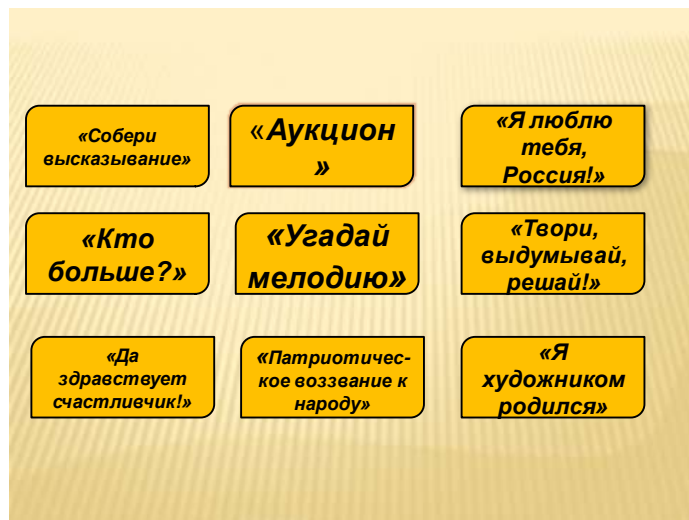 «Собери
высказывание»
«Аукцион
»
«Я люблю
тебя,
Россия!»
«Кто
больше?»
«Угадай
мелодию»
«Твори,
выдумывай,
решай!»
«Да
здравствует
счастливчик!»
«Патриотичес-
кое воззвание к
народу»
«Я
художником
родился»